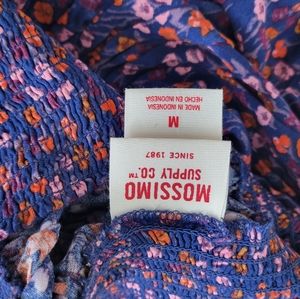 MOSSIMO
SUPPLY CO.™
SINCE 1987
M
MADE IN INDONESIA
HECHO EN INDONESIA